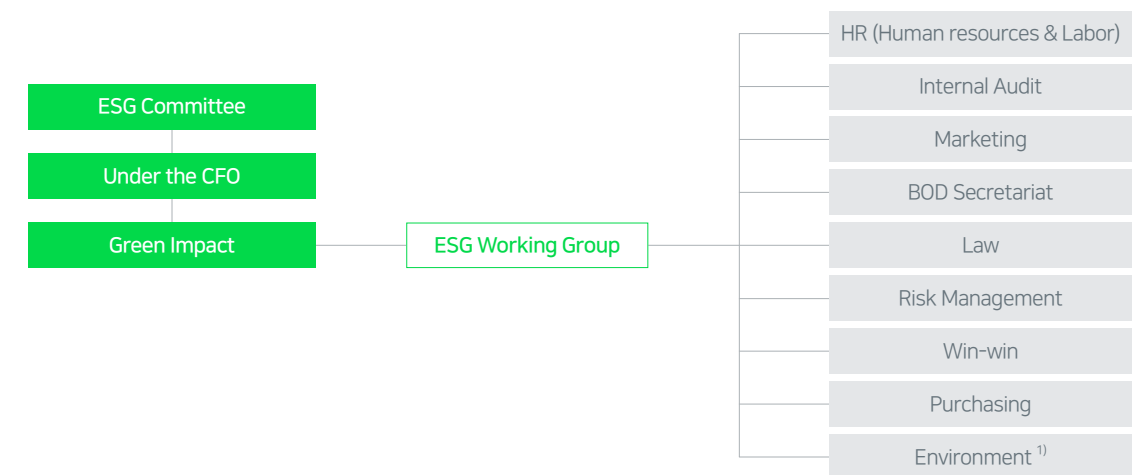 ESG Committee
Under the CFO
Green Impact
ESG Working Group
HR (Human resources & Labor)
Internal Audit
Marketing
BOD Secretariat
Law
Risk Management
Win-win
Purchasing
Environment 1)